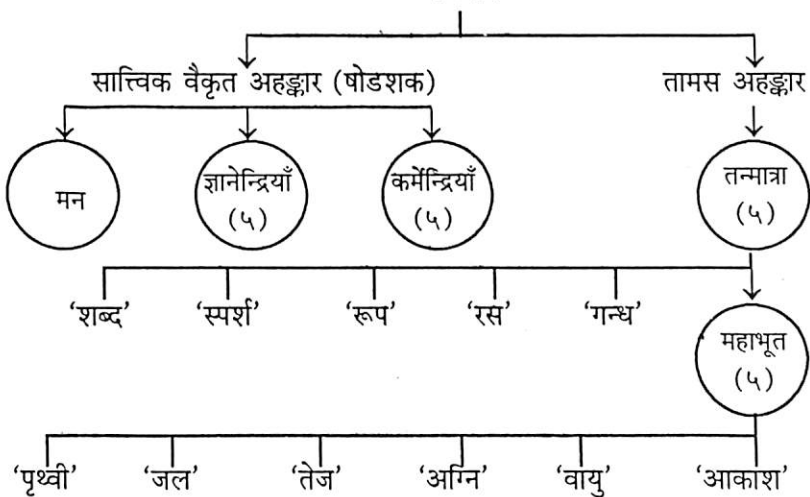 सात्त्विक वैकृत अहङ्कार (षोडशक) तामस अहङ्कार
मन ज्ञानेन्द्रियाँ (५) कर्मेन्द्रियाँ (५) तन्मात्रा (५)
‘शब्द’ ‘स्पर्श’ ‘रूप’ ‘रस’ ‘गन्ध’
महाभूत
(५)
‘पृथ्वी’ ‘जल’ ‘तेज’ ‘अग्नि’ ‘वायु’ ‘आकाश’